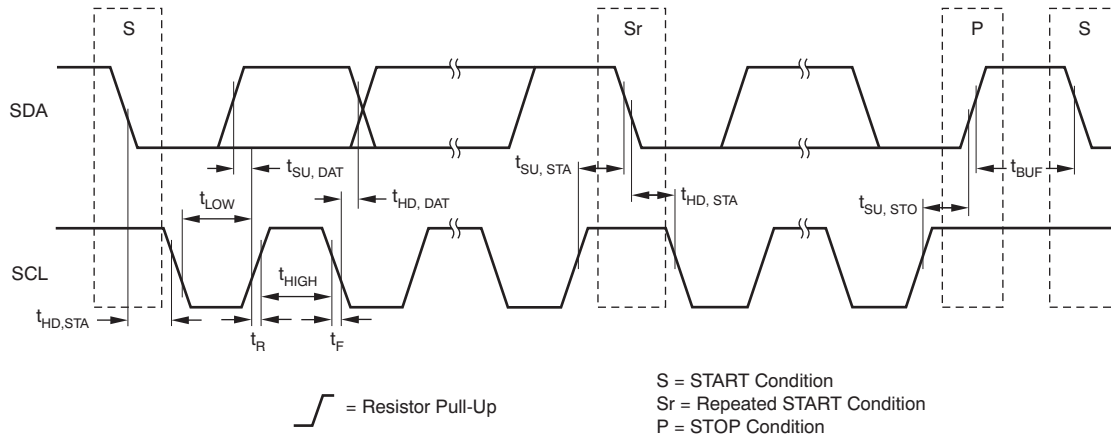 S
Sr
P
S
SDA
tSU, DAT
tSU, STA
tBUF
tLOW
tHD, DAT
tHD, STA
tSU, STO
SCL
tHIGH
tHD,STA
tR
tF
= Resistor Pull-Up
S = START Condition
Sr = Repeated START Condition
P = STOP Condition